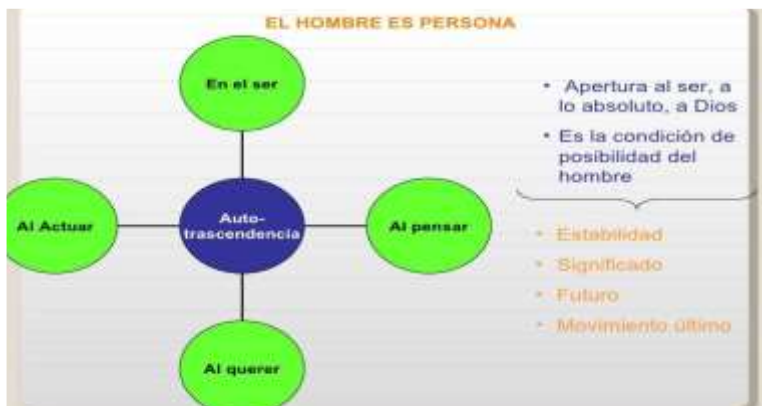 EL HOMBRE ES PERSONA
En el ser
Al Actuar
Auto-
trascendencia
Al pensar
Al querer
• Apertura al ser, a
lo absoluto, a Dios
• Es la condición de
posibilidad del
hombre
• Estabilidad
• Significado
• Futuro
• Movimiento último